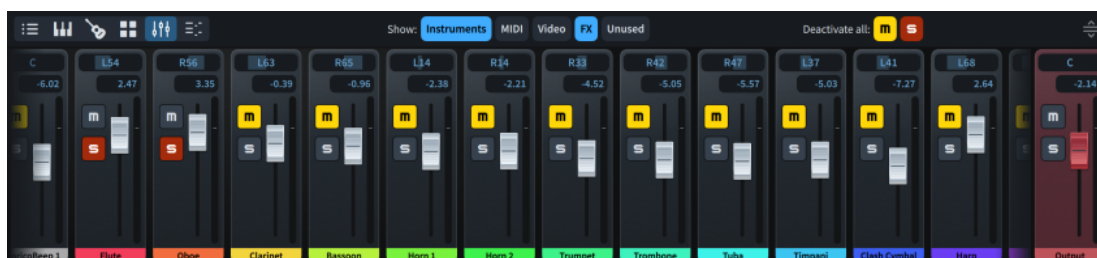 Show: Instruments MIDI Video FX Unused Deactivate all: m s
C L54 R56 L63 R65 L14 R14 R33 R42 R47 L37 L41 L68 C
-6.02 2.47 3.35 -0.39 -0.96 -2.38 -2.21 -4.52 -5.05 -5.57 -5.03 -7.27 2.64 -2.14
m m m m m m m m m m m m m m
s s s s s s s s s s s s s s
Flute Oboe Clarinet Bassoon Horn 1 Horn 2 Trumpet Trombone Tuba Timpani Clash Cymbal Harp Output